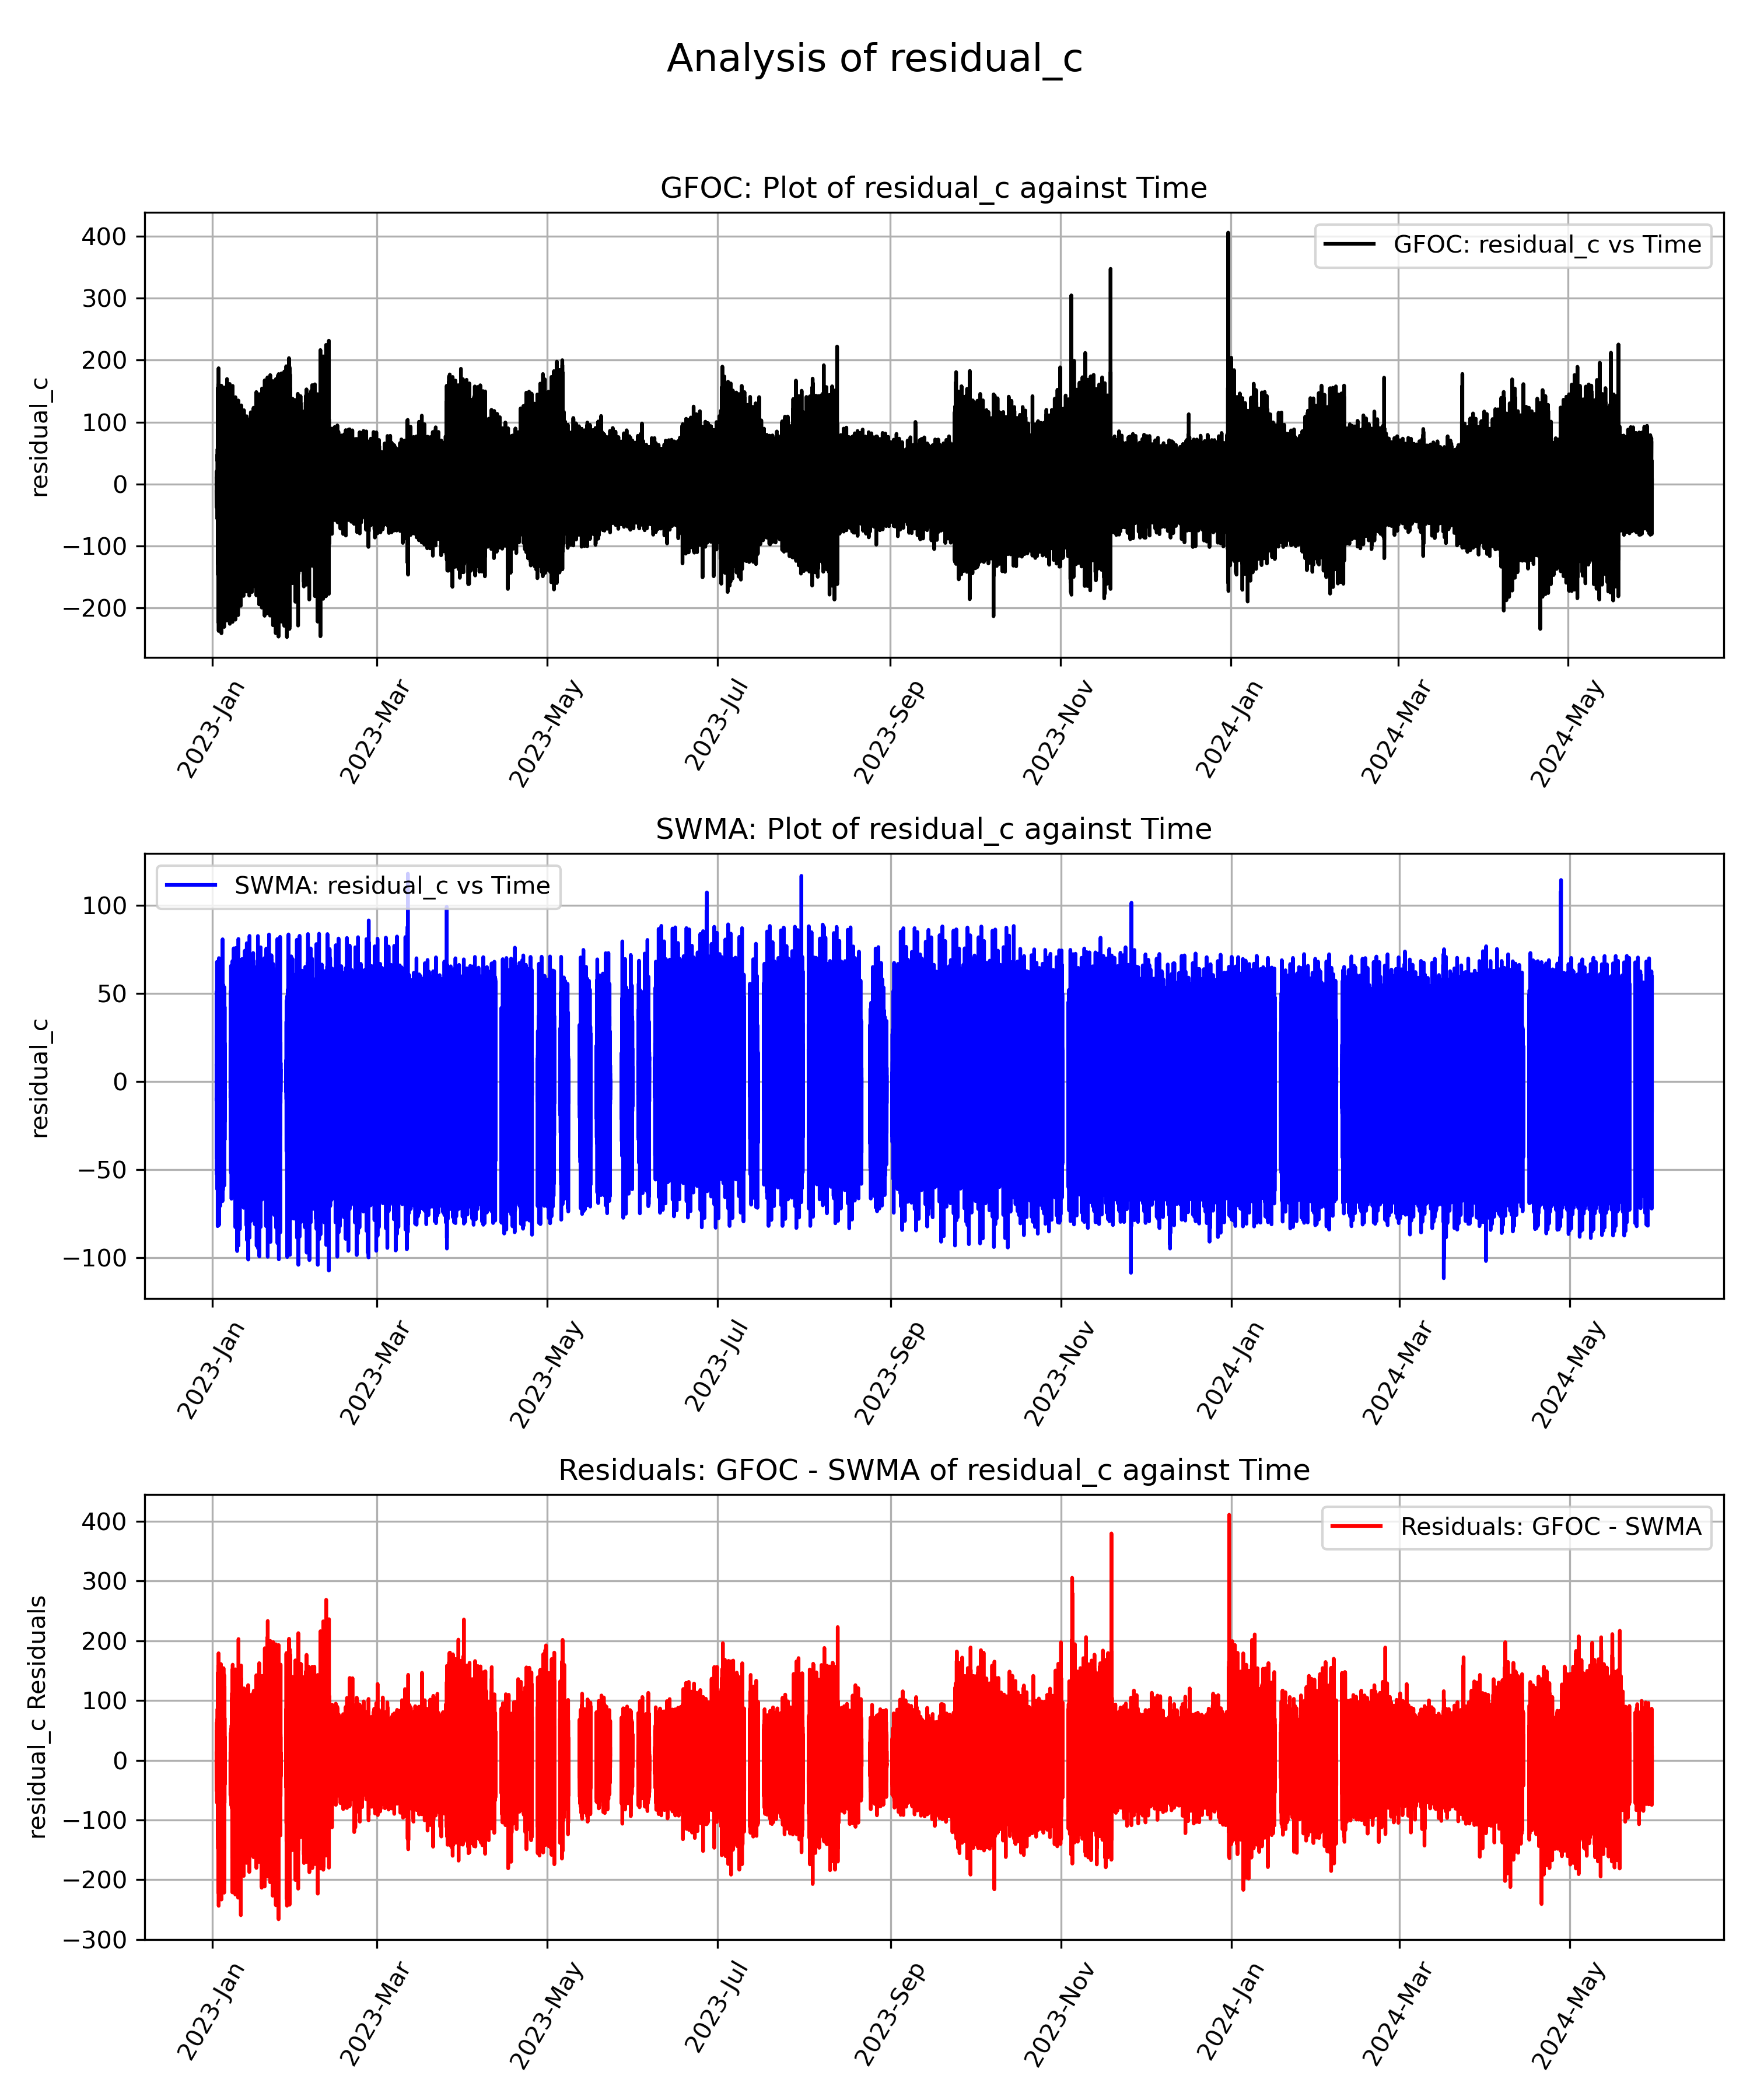 Analysis of residual_c
GFOC: Plot of residual_c against Time
GFOC: residual_c vs Time
residual_c
400
300
200
100
0
−100
−200
2023-Jan
2023-Mar
2023-May
2023-Jul
2023-Sep
2023-Nov
2024-Jan
2024-Mar
2024-May
SWMA: Plot of residual_c against Time
SWMA: residual_c vs Time
residual_c
100
50
0
−50
−100
2023-Jan
2023-Mar
2023-May
2023-Jul
2023-Sep
2023-Nov
2024-Jan
2024-Mar
2024-May
Residuals: GFOC - SWMA of residual_c against Time
Residuals: GFOC - SWMA
residual_c Residuals
400
300
200
100
0
−100
−200
−300
2023-Jan
2023-Mar
2023-May
2023-Jul
2023-Sep
2023-Nov
2024-Jan
2024-Mar
2024-May